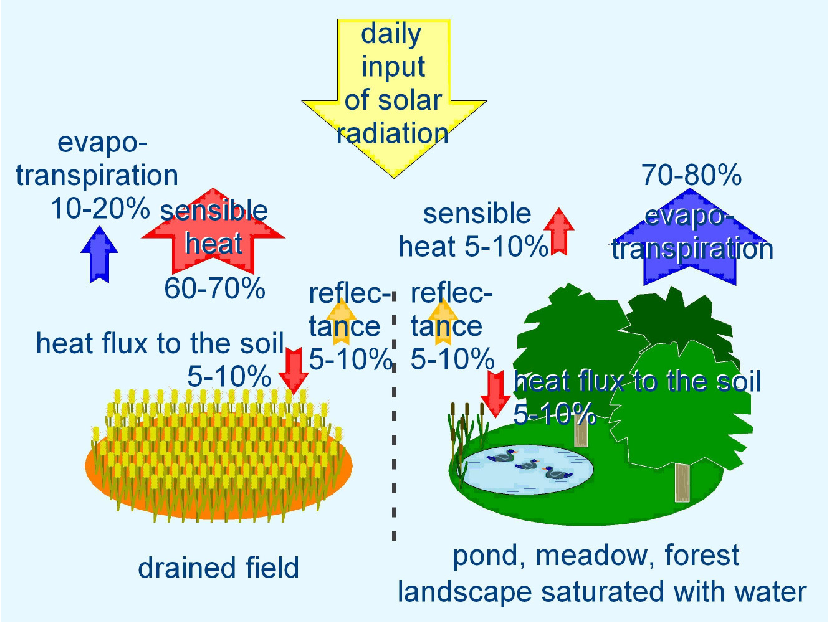 daily
input
of solar
radiation
evapo-
transpiration
10-20%
sensible
heat
60-70%
heat flux to the soil
5-10%
reflec-
tance
5-10%
drained field
sensible
heat 5-10%
70-80%
evapo-
transpiration
reflec-
tance
5-10%
heat flux to the soil
5-10%
pond, meadow, forest
landscape saturated with water